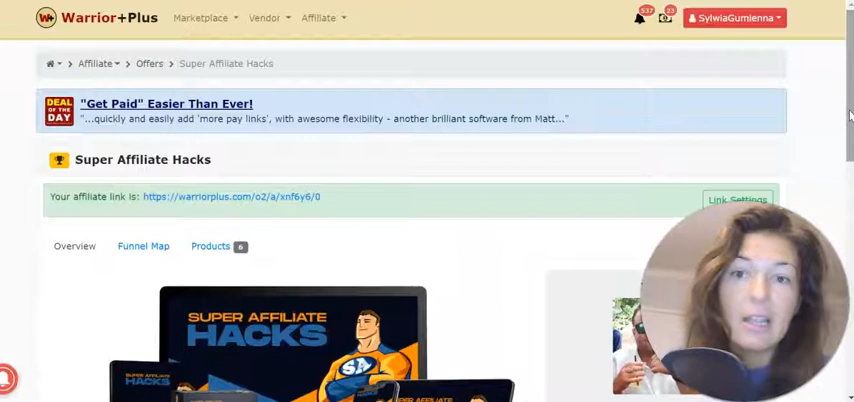 Warrior+Plus
Marketplace
Vendor
Affiliate
537
23
SylwiaGumienna
Affiliate
Offers
Super Affiliate Hacks
DEAL
OF THE
DAY
"Get Paid" Easier Than Ever!
"...quickly and easily add 'more pay links', with awesome flexibility - another brilliant software from Matt..."
Super Affiliate Hacks
Your affiliate link is: https://warriorplus.com/o2/a/xnf6y6/0
Link Settings
Overview
Funnel Map
Products 6
SUPER AFFILIATE
HACKS
SA
HACKS